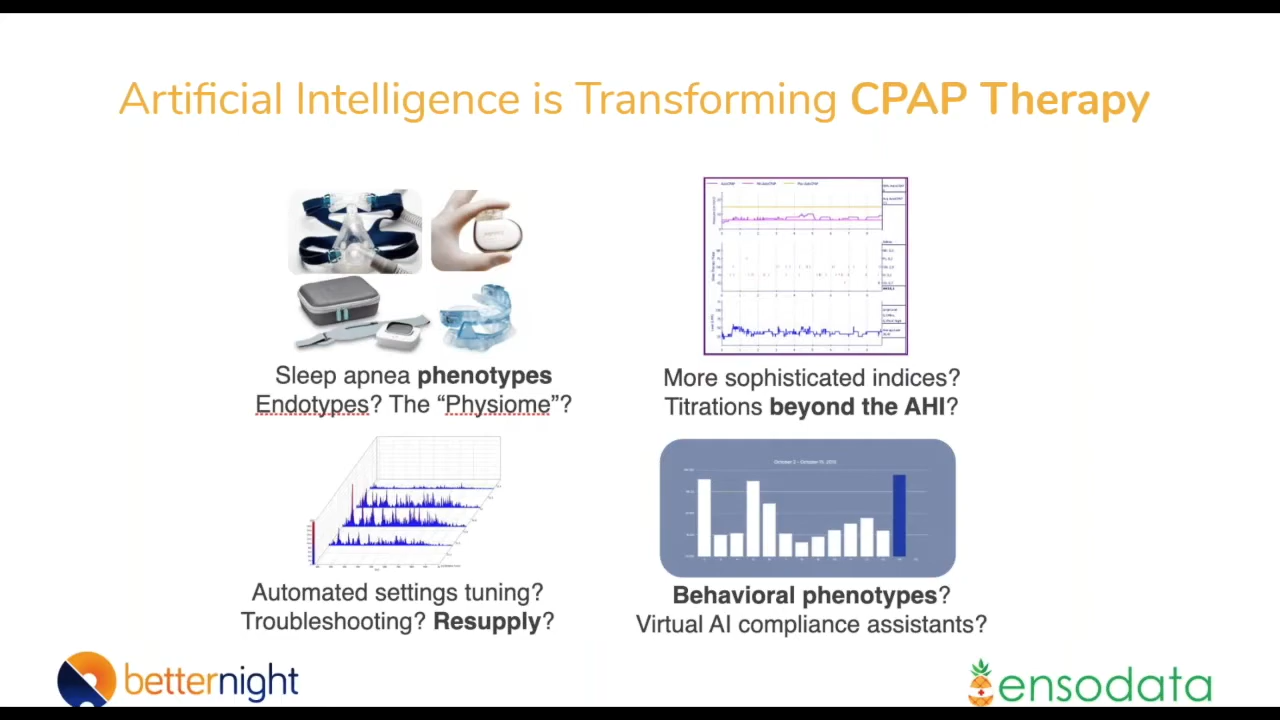 Artificial Intelligence is Transforming CPAP Therapy
Sleep apnea phenotypes
Endotypes? The “Physiome”?
More sophisticated indices?
Titrations beyond the AHI?
Automated settings tuning?
Troubleshooting? Resupply?
Behavioral phenotypes?
Virtual AI compliance assistants?
betternight
ensodata